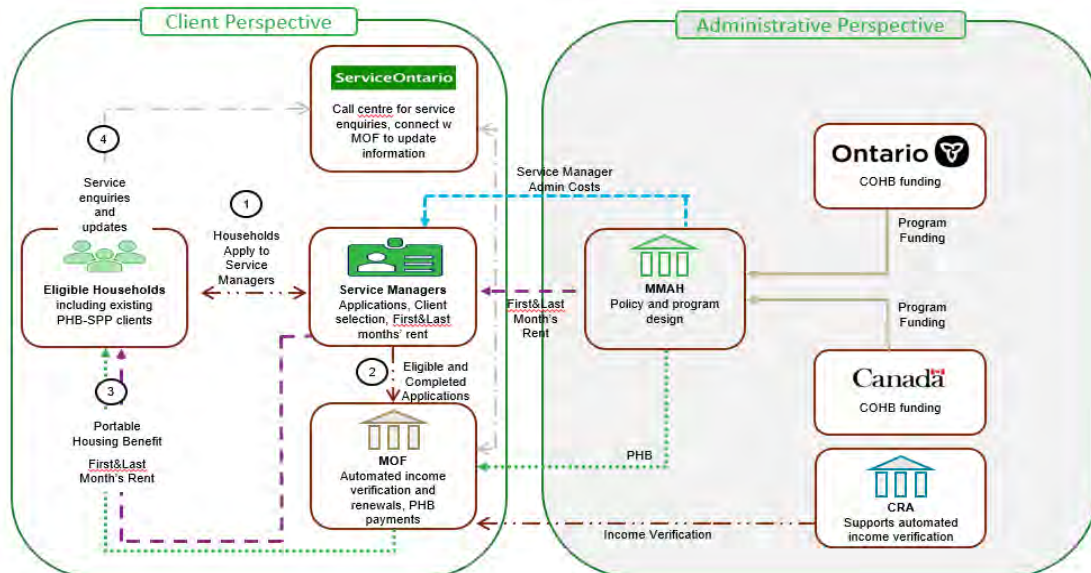 Client Perspective
Administrative Perspective
ServiceOntario
Call centre for service
enquiries, connect w
MOF to update
information
4
Service
enquiries
and
updates
1
Households
Apply to
Service
Managers
Eligible Households
including existing
PHB-SPP clients
Service Managers
Applications, Client
selection, First&Last
months' rent
Service Manager
Admin Costs
First&Last
Month's
Rent
MMAH
Policy and program
design
Ontario
COHB funding
Program
Funding
Program
Funding
Canada
COHB funding
2
Eligible and
Completed
Applications
3
Portable
Housing Benefit
First&Last
Month's Rent
MOF
Automated income
verification and
renewals, PHB
payments
PHB
Income Verification
CRA
Supports automated
income verification